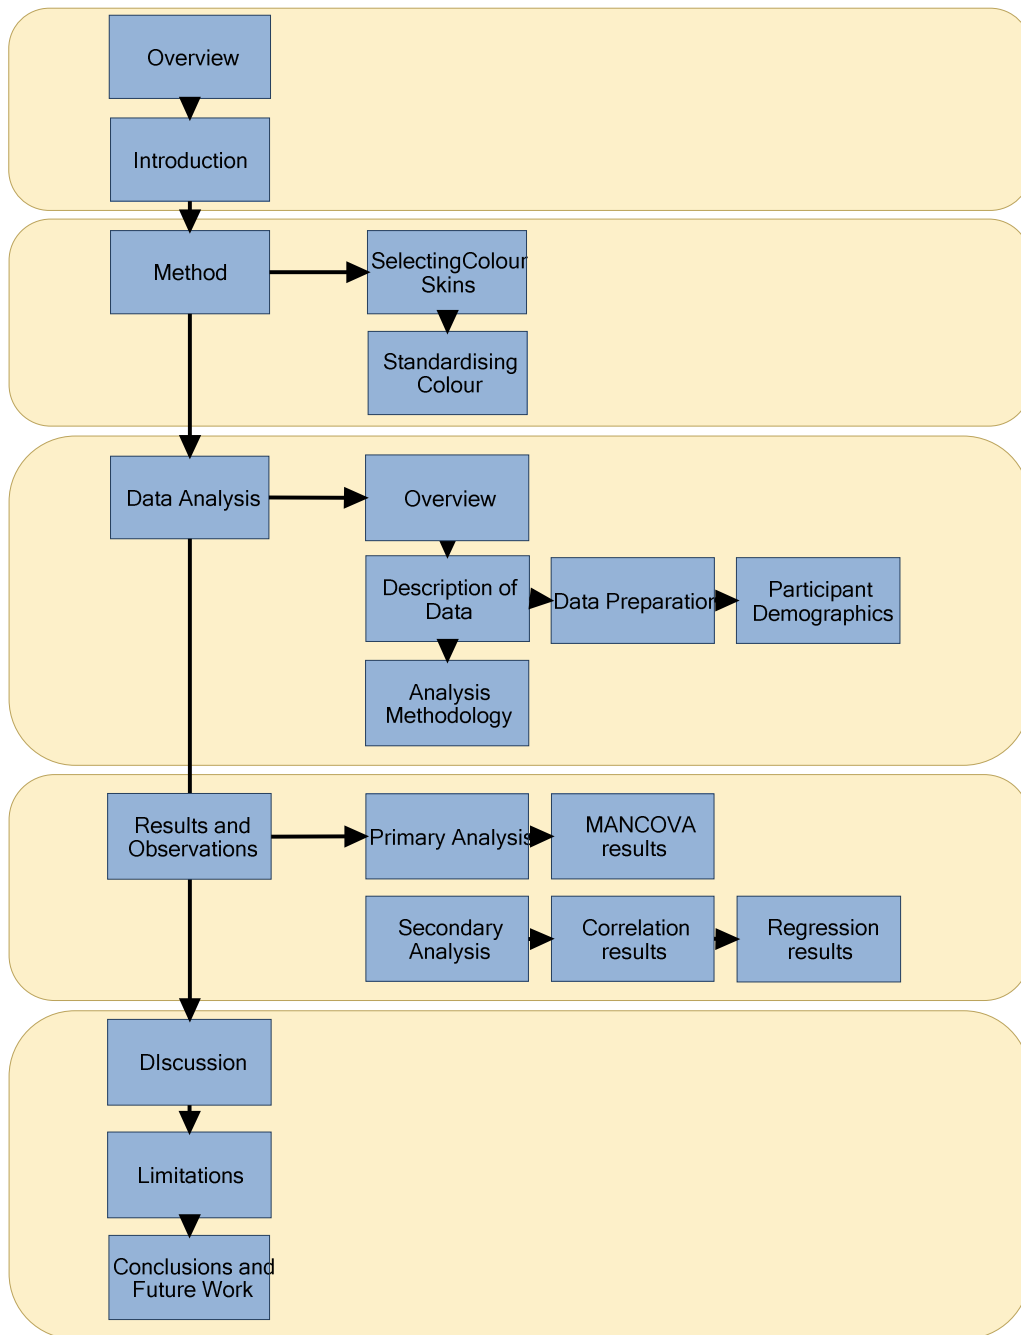 Overview
Introduction
Method
SelectingColour
Skins
Standardising
Colour
Data Analysis
Overview
Description of
Data
Data Preparation
Participant
Demographics
Analysis
Methodology
Results and
Observations
Primary Analysis
MANCOVA
results
Secondary
Analysis
Correlation
results
Regression
results
DIscussion
Limitations
Conclusions and
Future Work